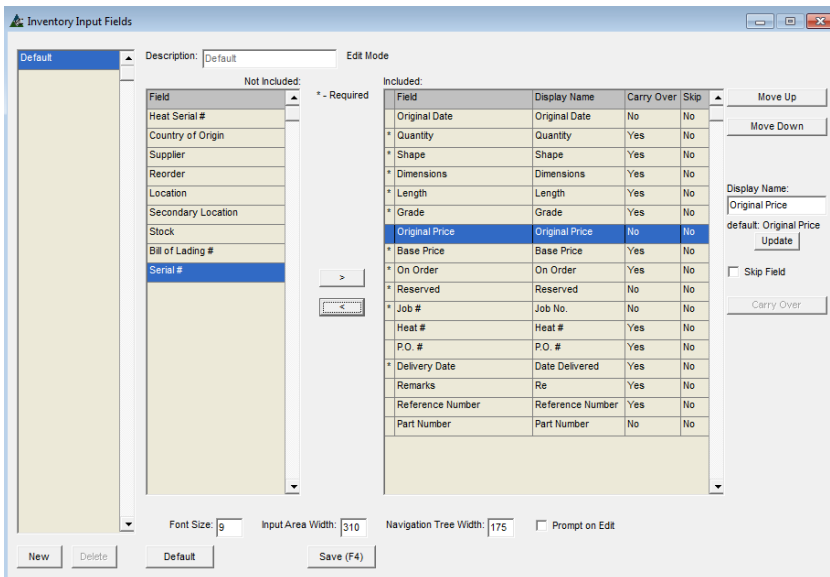 Inventory Input Fields
Default
Description: Default Edit Mode
Not Included:
* - Required
Included:
Field
Heat Serial #
Country of Origin
Supplier
Reorder
Location
Secondary Location
Stock
Bill of Lading #
Serial #
>
<
Field Display Name Carry Over Skip
Original Date Original Date No No
* Quantity Quantity Yes No
* Shape Shape Yes No
* Dimensions Dimensions Yes No
* Length Length Yes No
* Grade Grade Yes No
Original Price Original Price No No
* Base Price Base Price Yes No
* On Order On Order Yes No
* Reserved Reserved No No
* Job # Job No. No No
Heat # Heat # Yes No
P.O. # P.O. # Yes No
* Delivery Date Date Delivered Yes No
Remarks Re Yes No
Reference Number Reference Number Yes No
Part Number Part Number No No
Move Up
Move Down
Display Name:
Original Price
default: Original Price
Update
Skip Field
Carry Over
Font Size: 9 Input Area Width: 310 Navigation Tree Width: 175 Prompt on Edit
New Delete Default Save (F4)